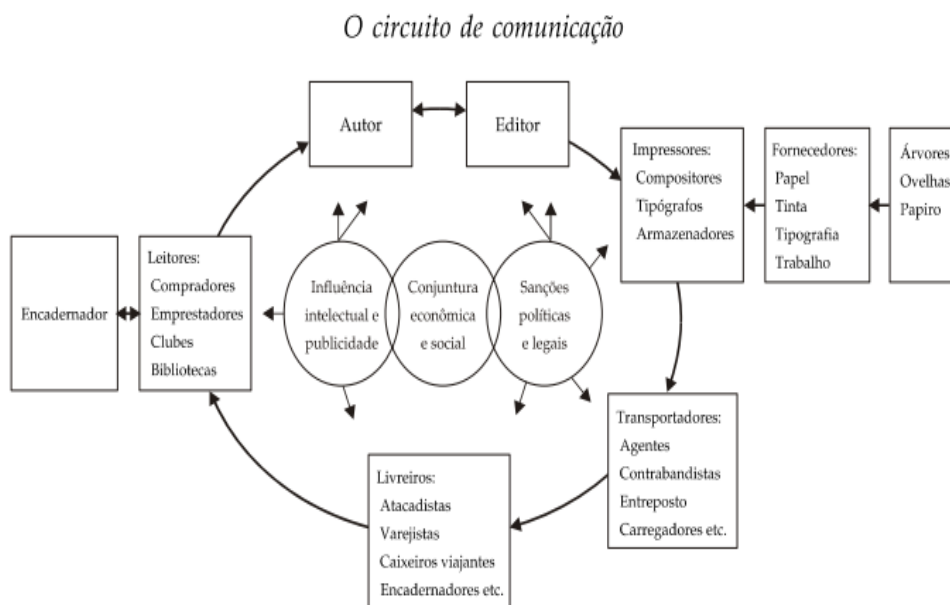 O circuito de comunicação
Autor
Editor
Impressores:
Compositores
Tipógrafos
Armazenadores
Fornecedores:
Papel
Tinta
Tipografia
Trabalho
Árvores
Ovelhas
Papiro
Encadernador
Leitores:
Compradores
Emprestadores
Clubes
Bibliotecas
Influência
intelectual e
publicidade
Conjuntura
econômica
e social
Sanções
políticas
e legais
Transportadores:
Agentes
Contrabandistas
Entreposto
Carregadores etc.
Livreiros:
Atacadistas
Varejistas
Caixeiros viajantes
Encadernadores etc.